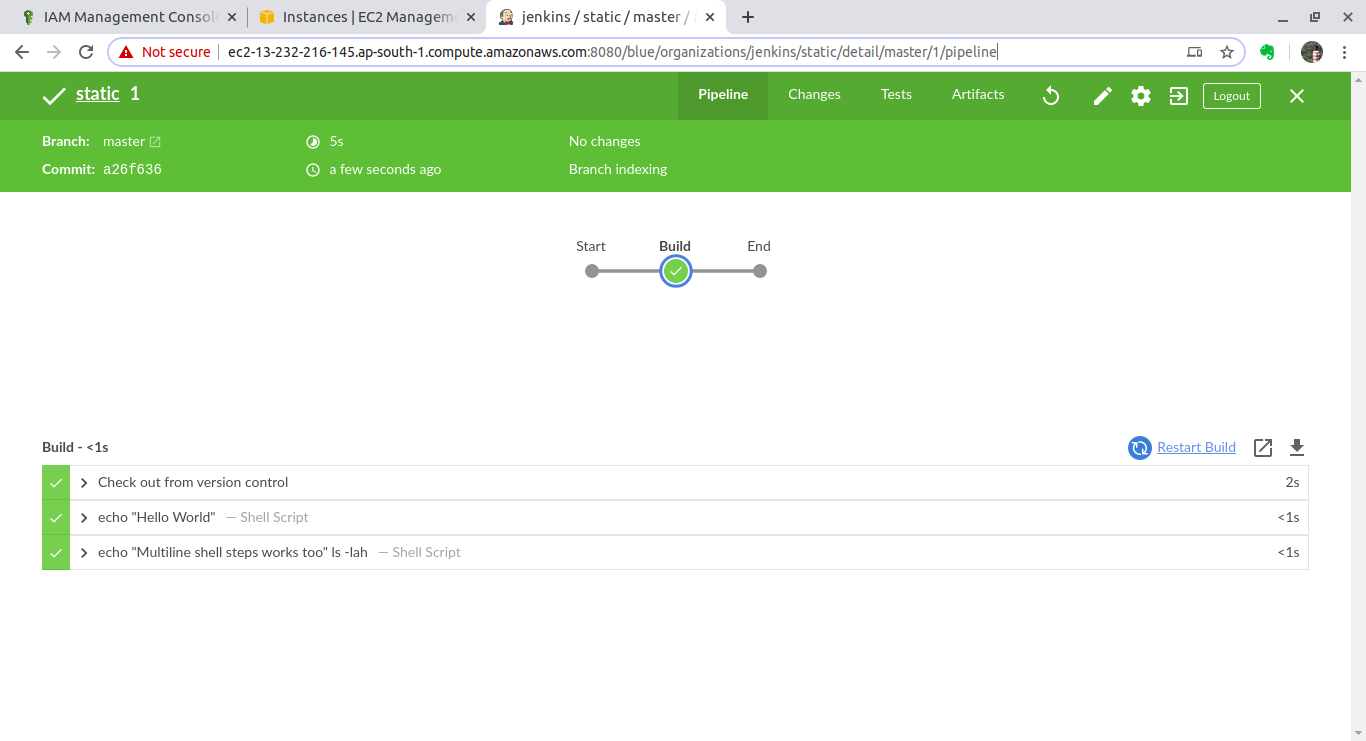 IAM Management Consol
Instances | EC2 Managem
jenkins / static / master /
Not secure
ec2-13-232-216-145.ap-south-1.compute.amazonaws.com:8080/blue/organizations/jenkins/static/detail/master/1/pipeline
static 1
Pipeline
Changes
Tests
Artifacts
Logout
Branch: master
5s
No changes
Commit: a26f636
a few seconds ago
Branch indexing
Start
Build
End
Build - <1s
Restart Build
Check out from version control
2s
echo "Hello World" — Shell Script
<1s
echo "Multiline shell steps works too" ls -lah — Shell Script
<1s